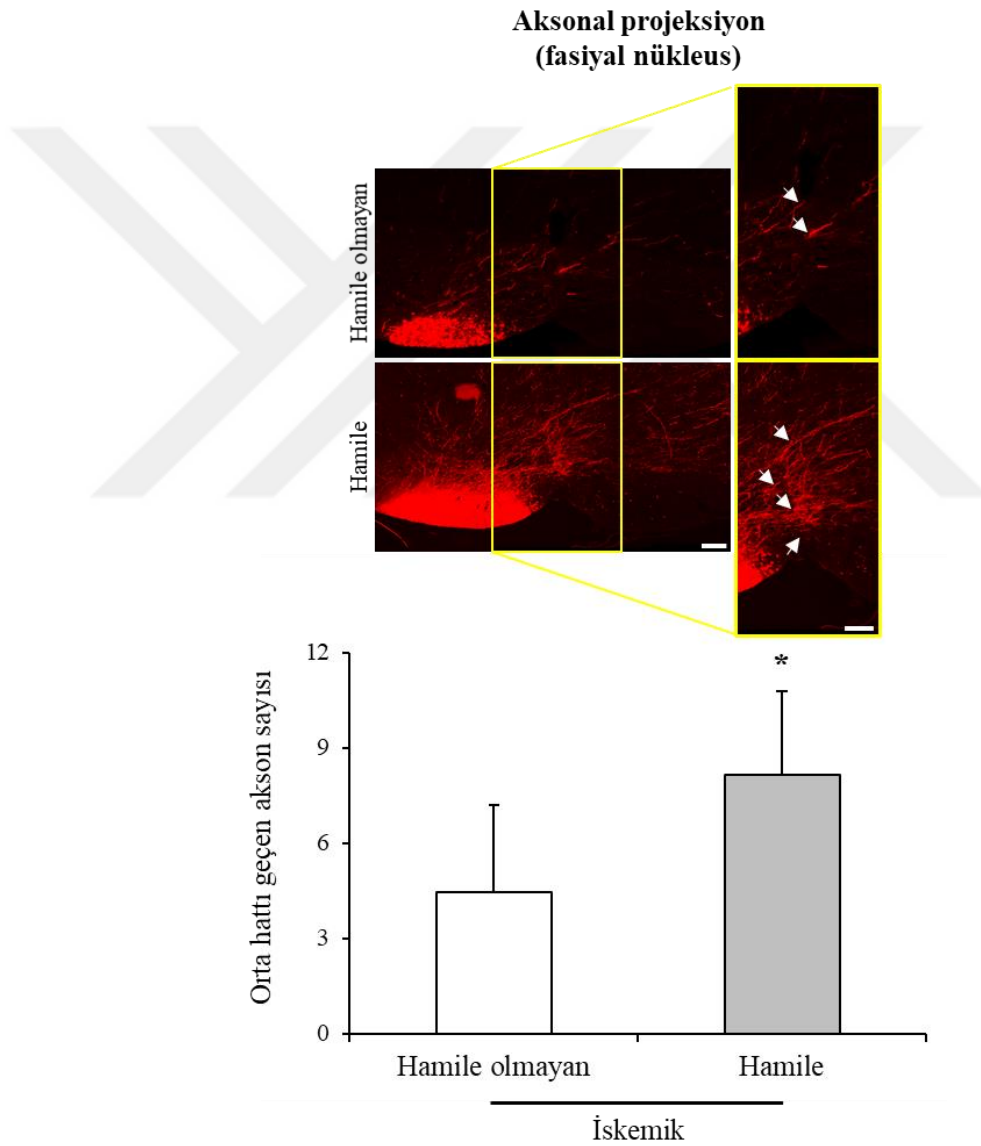 Aksonal projeksiyon
(fasiyal nükleus)
Hamile olmayan
Hamile
Orta hattı geçen akson sayısı
12
9
6
3
0
*
Hamile olmayan
Hamile
İskemik